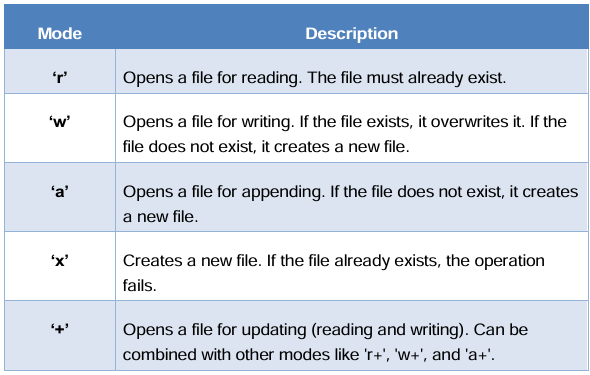 Mode Description
‘r’ Opens a file for reading. The file must already exist.
‘w’ Opens a file for writing. If the file exists, it overwrites it. If the
file does not exist, it creates a new file.
‘a’ Opens a file for appending. If the file does not exist, it creates
a new file.
‘x’ Creates a new file. If the file already exists, the operation
fails.
‘+’ Opens a file for updating (reading and writing). Can be
combined with other modes like 'r+', 'w+', and 'a+'.